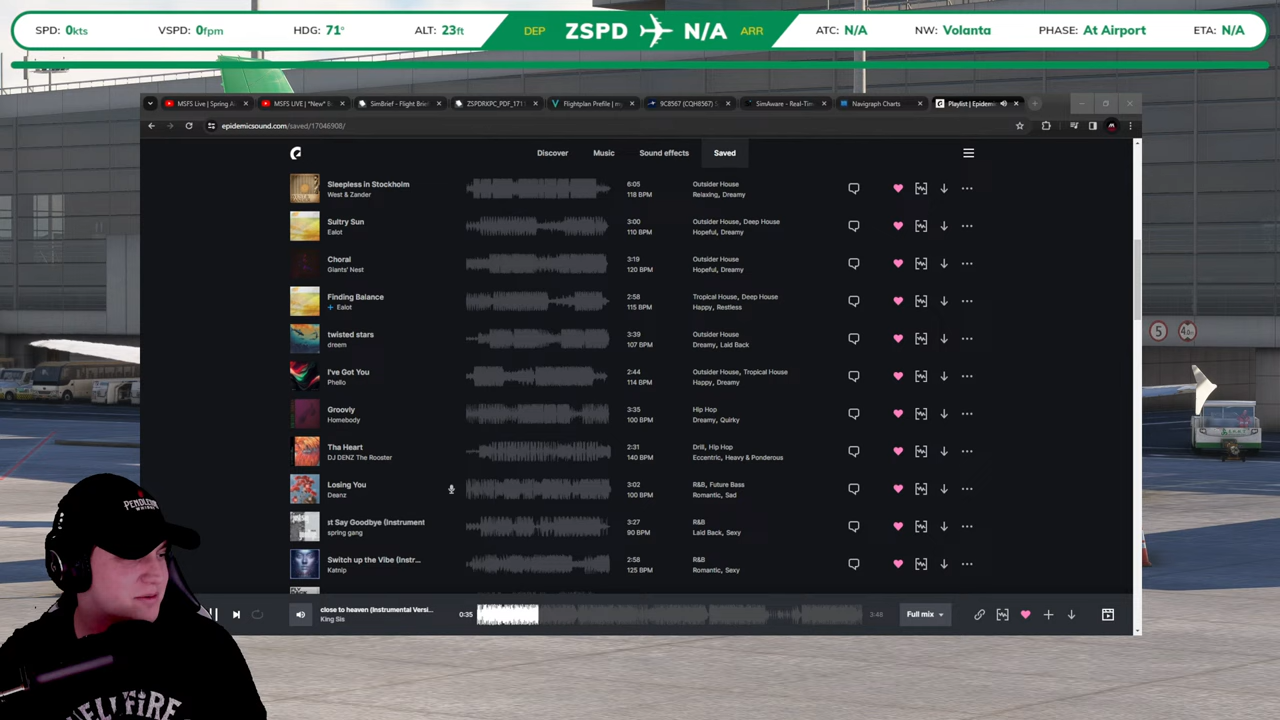 SPD: 0kts
VSPD: 0fpm
HDG: 71°
ALT: 23ft
DEP ZSPD N/A ARR
ATC: N/A
NW: Volanta
PHASE: At Airport
ETA: N/A
MSFS Live | Spring A
MSFS LIVE | *New* E
SimBrief - Flight Brie
ZSPDRKPC_PDF_171
Flightplan Prefile | m
9C8567 (CQH8567) S
SimAware - Real-Tim
Navigraph Charts
Playlist | Epidem
epidemicsound.com/saved/17046908/
Discover
Music
Sound effects
Saved
Sleepless in Stockholm 6:05 Outsider House
West & Zander 118 BPM Relaxing, Dreamy
Sultry Sun 3:00 Outsider House, Deep House
Ealot 110 BPM Hopeful, Dreamy
Choral 3:19 Outsider House
Giants' Nest 120 BPM Hopeful, Dreamy
Finding Balance 2:58 Tropical House, Deep House
+ Ealot 115 BPM Happy, Restless
twisted stars 3:39 Outsider House
dreem 107 BPM Dreamy, Laid Back
I've Got You 2:44 Outsider House, Tropical House
Phello 114 BPM Happy, Dreamy
Groovly 3:35 Hip Hop
Homebody 100 BPM Dreamy, Quirky
Tha Heart 2:31 Drill, Hip Hop
DJ DENZ The Rooster 140 BPM Eccentric, Heavy & Ponderous
Losing You 3:02 R&B, Future Bass
Deanz 100 BPM Romantic, Sad
st Say Goodbye (Instrument 3:27 R&B
spring gang 90 BPM Laid Back, Sexy
Switch up the Vibe (Instr... 2:58 R&B
Katnip 125 BPM Romantic, Sexy
close to heaven (Instrumental Versi...
King Sis
0:35
3:48
Full mix
5
PENDLETON
WHISKY
HELLFIRE